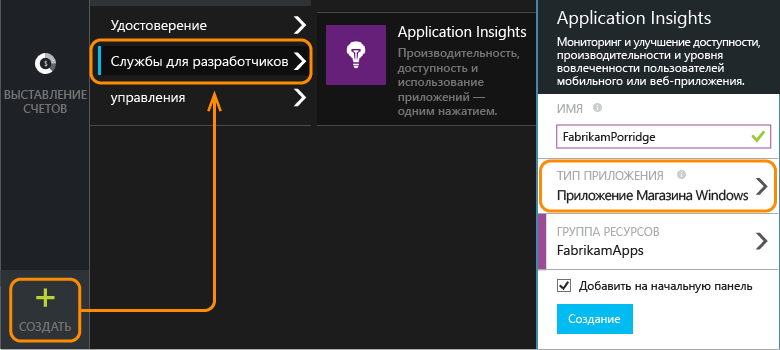 ВЫСТАВЛЕНИЕ
СЧЕТОВ
СОЗДАТЬ
Удостоверение
Службы для разработчиков
управления
Application Insights
Производительность,
доступность и
использование
приложений —
одним нажатием.
Application Insights
Мониторинг и улучшение доступности,
производительности и уровня
вовлеченности пользователей
мобильного или веб-приложения.
ИМЯ
FabrikamPorridge
ТИП ПРИЛОЖЕНИЯ
Приложение Магазина Windows
ГРУППА РЕСУРСОВ
FabrikamApps
Добавить на начальную панель
Создание